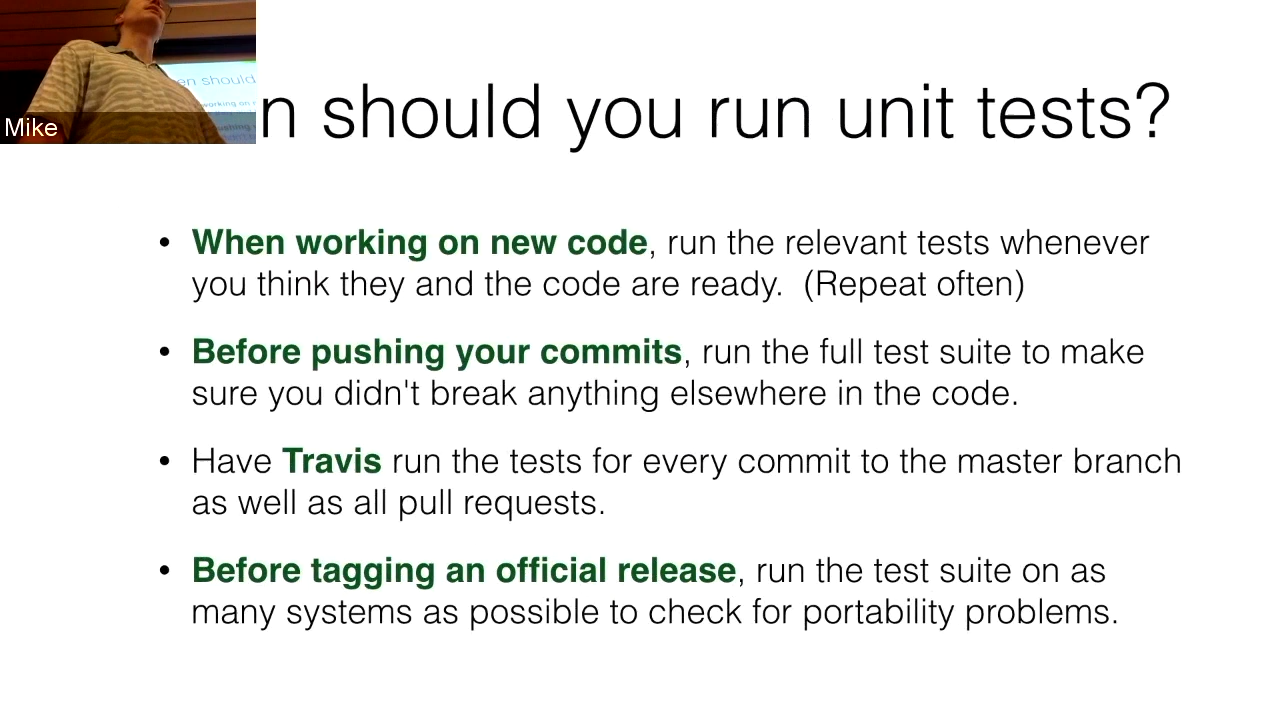 en should
working on
Mike
n should you run unit tests?
• When working on new code, run the relevant tests whenever
you think they and the code are ready. (Repeat often)
• Before pushing your commits, run the full test suite to make
sure you didn't break anything elsewhere in the code.
• Have Travis run the tests for every commit to the master branch
as well as all pull requests.
• Before tagging an official release, run the test suite on as
many systems as possible to check for portability problems.